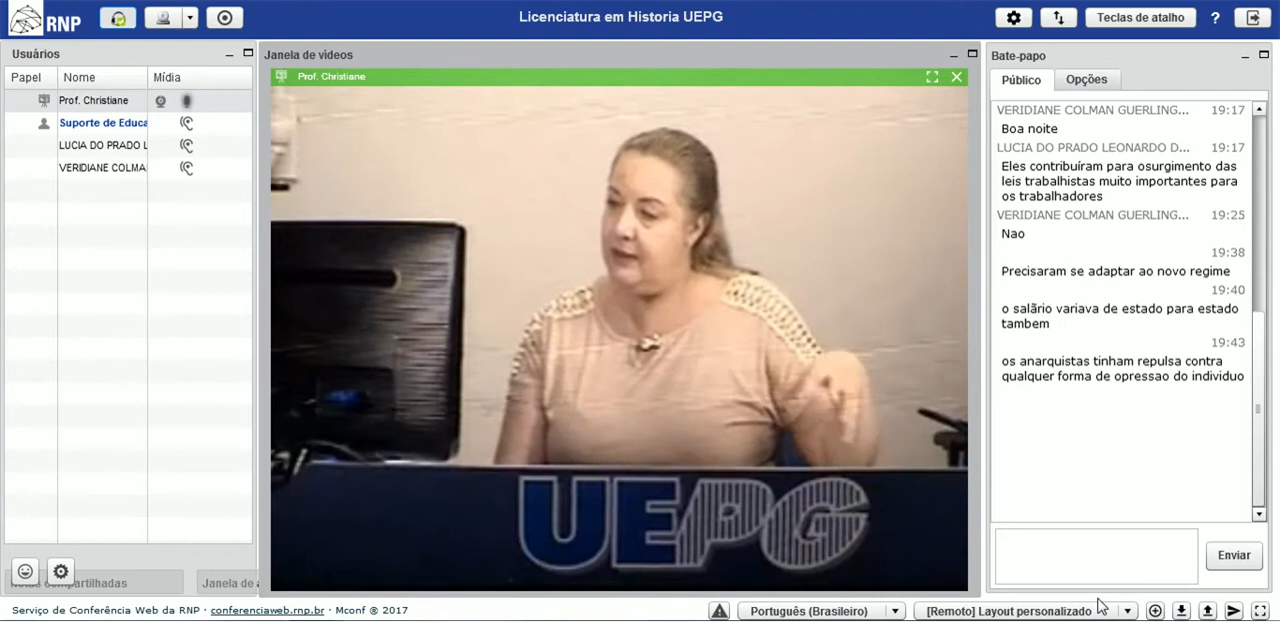 RNP
Licenciatura em Historia UEPG
Teclas de atalho
?
Usuários
Papel Nome Mídia
Prof. Christiane
Suporte de Educa
LUCIA DO PRADO L
VERIDIANE COLMA
Janela de
Janela de videos
Prof. Christiane
UEPG
Bate-papo
Público Opções
VERIDIANE COLMAN GUERLING... 19:17
Boa noite
LUCIA DO PRADO LEONARDO D... 19:17
Eles contribuíram para osurgimento das
leis trabalhistas muito importantes para
os trabalhadores
VERIDIANE COLMAN GUERLING... 19:25
Nao
19:38
Precisaram se adaptar ao novo regime
19:40
o salãrio variava de estado para estado
tambem
19:43
os anarquistas tinham repulsa contra
qualquer forma de opressao do individuo
Enviar
Serviço de Conferência Web da RNP · conferenciaweb.rnp.br · Mconf ® 2017
Português (Brasileiro)
[Remoto] Layout personalizado